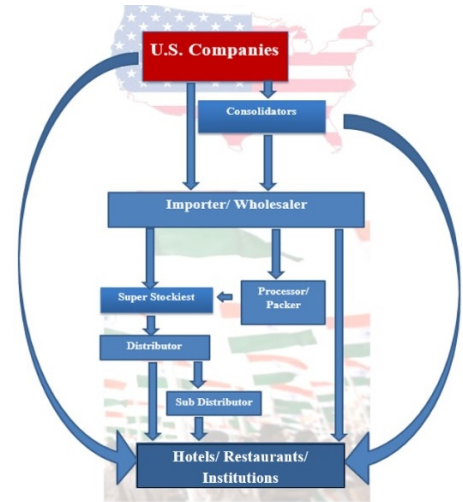 U.S. Companies
Consolidators
Importer/ Wholesaler
Super Stockiest
Processor/
Packer
Distributor
Sub Distributor
Hotels/ Restaurants/
Institutions